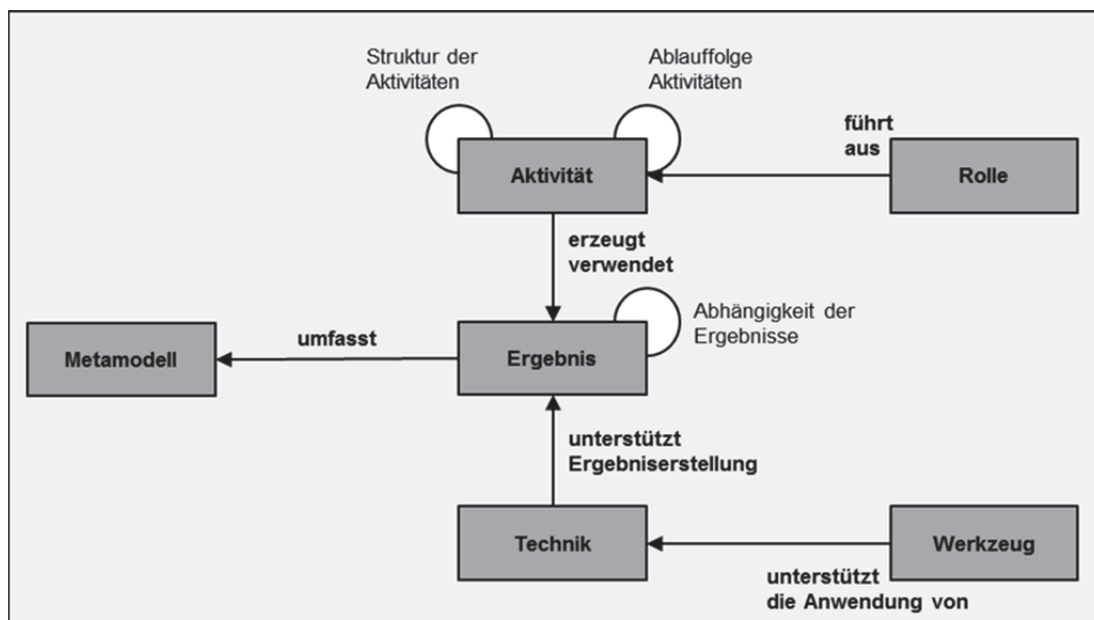 Struktur der
Aktivitäten
Ablauffolge
Aktivitäten
führt
aus
Aktivität
Rolle
erzeugt
verwendet
Abhängigkeit der
Ergebnisse
umfasst
Metamodell
Ergebnis
unterstützt
Ergebniserstellung
Technik
Werkzeug
unterstützt
die Anwendung von